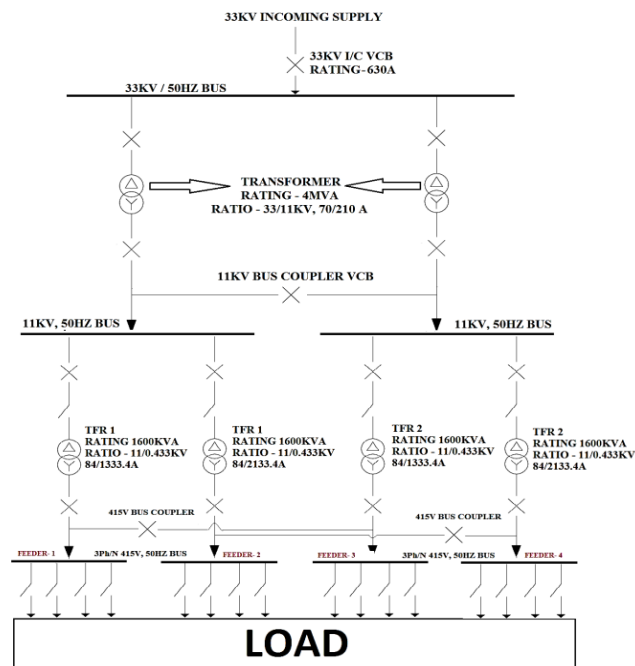 33KV INCOMING SUPPLY
33KV I/C VCB
RATING- 630A
33KV / 50HZ BUS
TRANSFORMER
RATING - 4MVA
RATIO - 33/11KV, 70/210 A
11KV BUS COUPLER VCB
11KV, 50HZ BUS
11KV, 50HZ BUS
TFR 1
RATING 1600KVA
RATIO - 11/0.433KV
84/1333.4A
TFR 1
RATING 1600KVA
RATIO - 11/0.433KV
84/2133.4A
TFR 2
RATING 1600KVA
RATIO - 11/0.433KV
84/1333.4A
TFR 2
RATING 1600KVA
RATIO - 11/0.433KV
84/2133.4A
415V BUS COUPLER
415V BUS COUPLER
FEEDER- 1
3Ph/N 415V, 50HZ BUS
FEEDER- 2
FEEDER- 3
3Ph/N 415V, 50HZ BUS
FEEDER- 4
LOAD